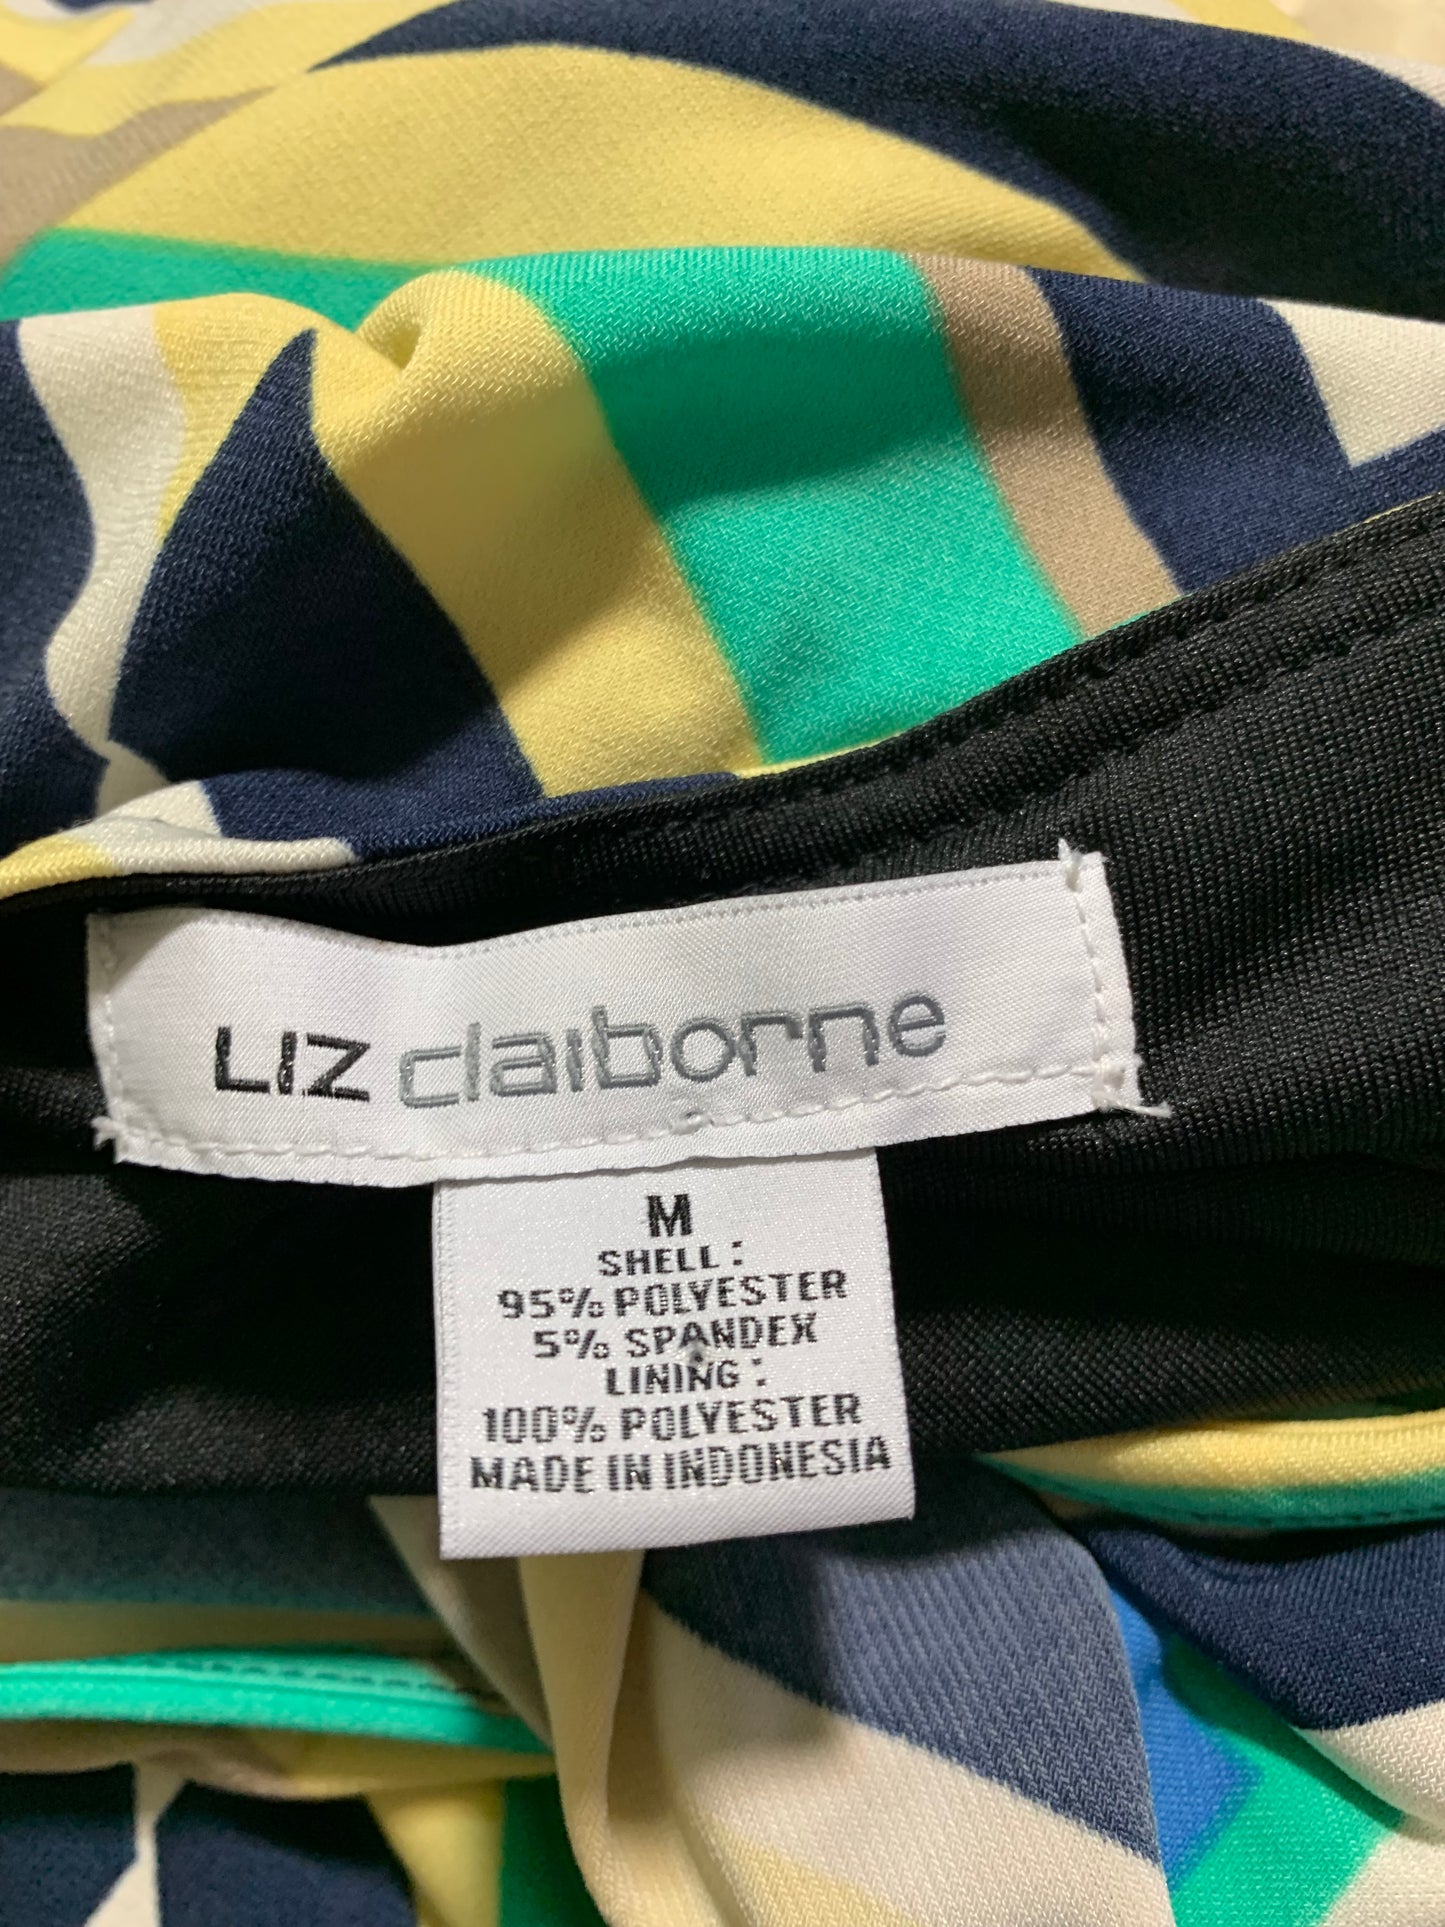 LIZ claiborne
M
SHELL:
95% POLYESTER
5% SPANDEX
LINING:
100% POLYESTER
MADE IN INDONESIA